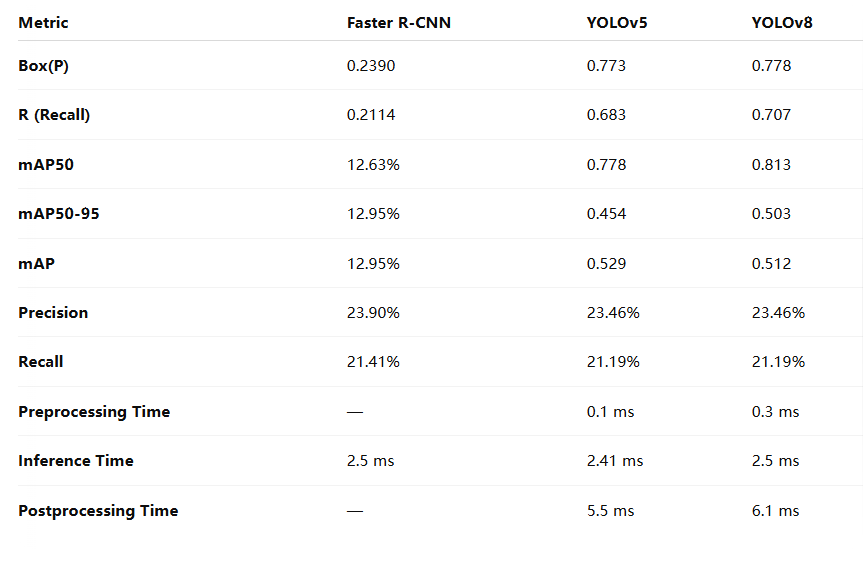 Metric Faster R-CNN YOLOv5 YOLOv8
Box(P) 0.2390 0.773 0.778
R (Recall) 0.2114 0.683 0.707
mAP50 12.63% 0.778 0.813
mAP50-95 12.95% 0.454 0.503
mAP 12.95% 0.529 0.512
Precision 23.90% 23.46% 23.46%
Recall 21.41% 21.19% 21.19%
Preprocessing Time — 0.1 ms 0.3 ms
Inference Time 2.5 ms 2.41 ms 2.5 ms
Postprocessing Time — 5.5 ms 6.1 ms